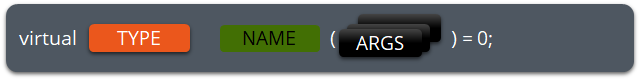 virtual TYPE NAME ( ARGS ) = 0;